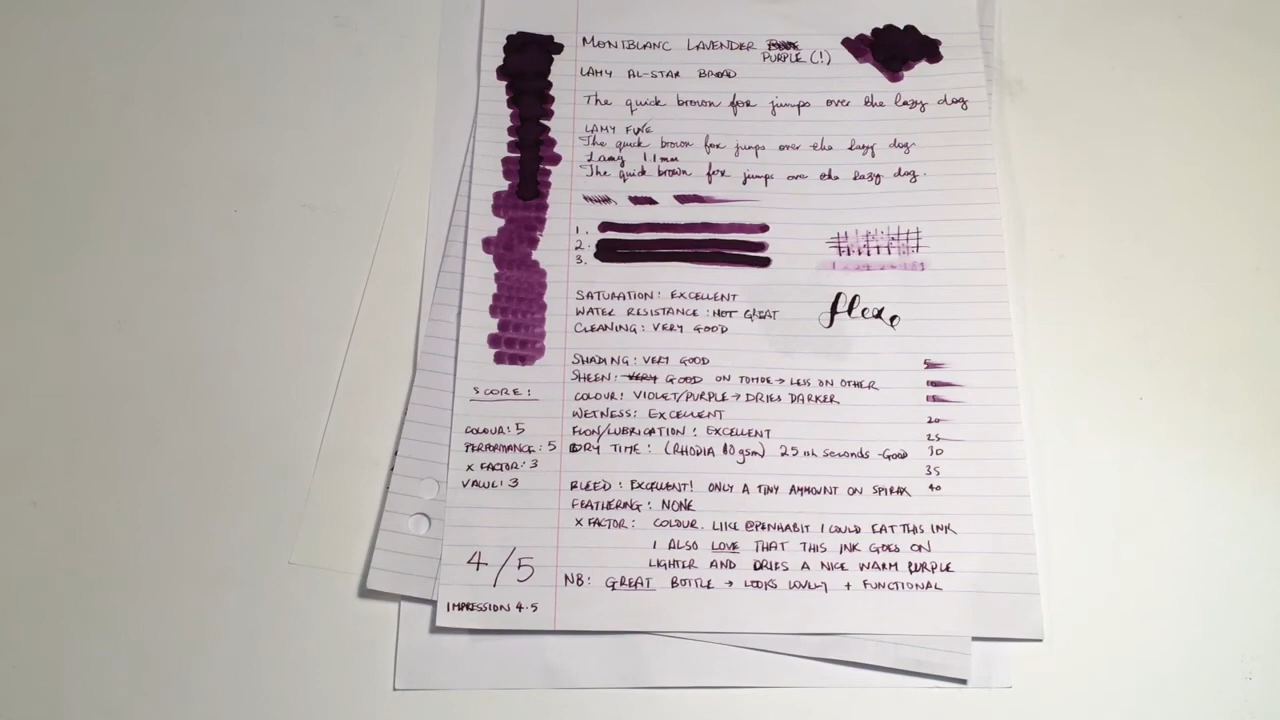 MONTBLANC LAVENDER
PURPLE (!)
LAMY AL-STAR BROAD
The quick brown fox jumps over the lazy dog
LAMY FINE
The quick brown fox jumps over the lazy dog
Lamy 1.1mm
The quick brown fox jumps over the lazy dog.
1.
2.
3.
SATURATION: EXCELLENT
flex
WATER RESISTANCE: NOT GREAT
CLEANING: VERY GOOD
SHADING: VERY GOOD
5
SHEEN: VERY GOOD ON TOMOE → LESS ON OTHER
10
COLOUR: VIOLET/PURPLE → DRIES DARKER
15
WETNESS: EXCELLENT
20
FLOW/LUBRICATION: EXCELLENT
25
DRY TIME: (RHODIA 80gsm) 25 ish seconds - GOOD
30
35
BLEED: EXCELLENT! ONLY A TINY AMMOUNT ON SPIRAX
40
FEATHERING: NONE
X FACTOR: COLOUR. LIKE @PENHABIT I COULD EAT THIS INK
I ALSO LOVE THAT THIS INK GOES ON
LIGHTER AND DRIES A NICE WARM PURPLE
NB: GREAT BOTTLE → LOOKS LOVELY + FUNCTIONAL
SCORE:
COLOUR: 5
PERFORMANCE: 5
X FACTOR: 3
VALUE: 3
4/5
IMPRESSION 4.5